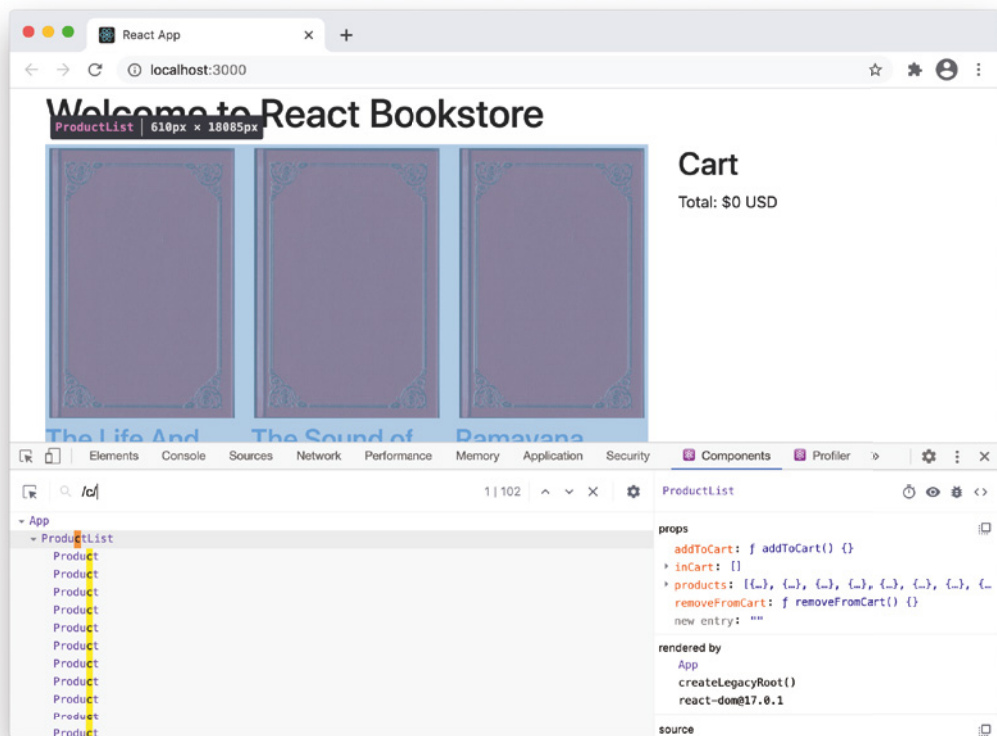 React App
localhost:3000
Welcome to React Bookstore
ProductList 610px × 18085px
Cart
Total: $0 USD
The Life And The Sound of Ramayana
Elements Console Sources Network Performance Memory Application Security Components Profiler »
/c/ 1 | 102
App
ProductList
Product
Product
Product
Product
Product
Product
Product
Product
Product
Product
Product
ProductList
props
addToCart: ƒ addToCart() {}
inCart: []
products: [{…}, {…}, {…}, {…}, {…}, {…}, {…}, {…
removeFromCart: ƒ removeFromCart() {}
new entry: ""
rendered by
App
createLegacyRoot()
react-dom@17.0.1
source